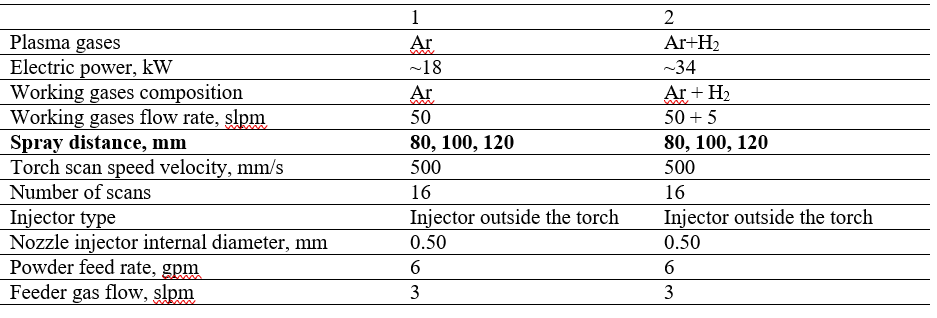 1 2
Plasma gases Ar Ar+H₂
Electric power, kW ~18 ~34
Working gases composition Ar Ar + H₂
Working gases flow rate, slpm 50 50 + 5
Spray distance, mm 80, 100, 120 80, 100, 120
Torch scan speed velocity, mm/s 500 500
Number of scans 16 16
Injector type Injector outside the torch Injector outside the torch
Nozzle injector internal diameter, mm 0.50 0.50
Powder feed rate, gpm 6 6
Feeder gas flow, slpm 3 3